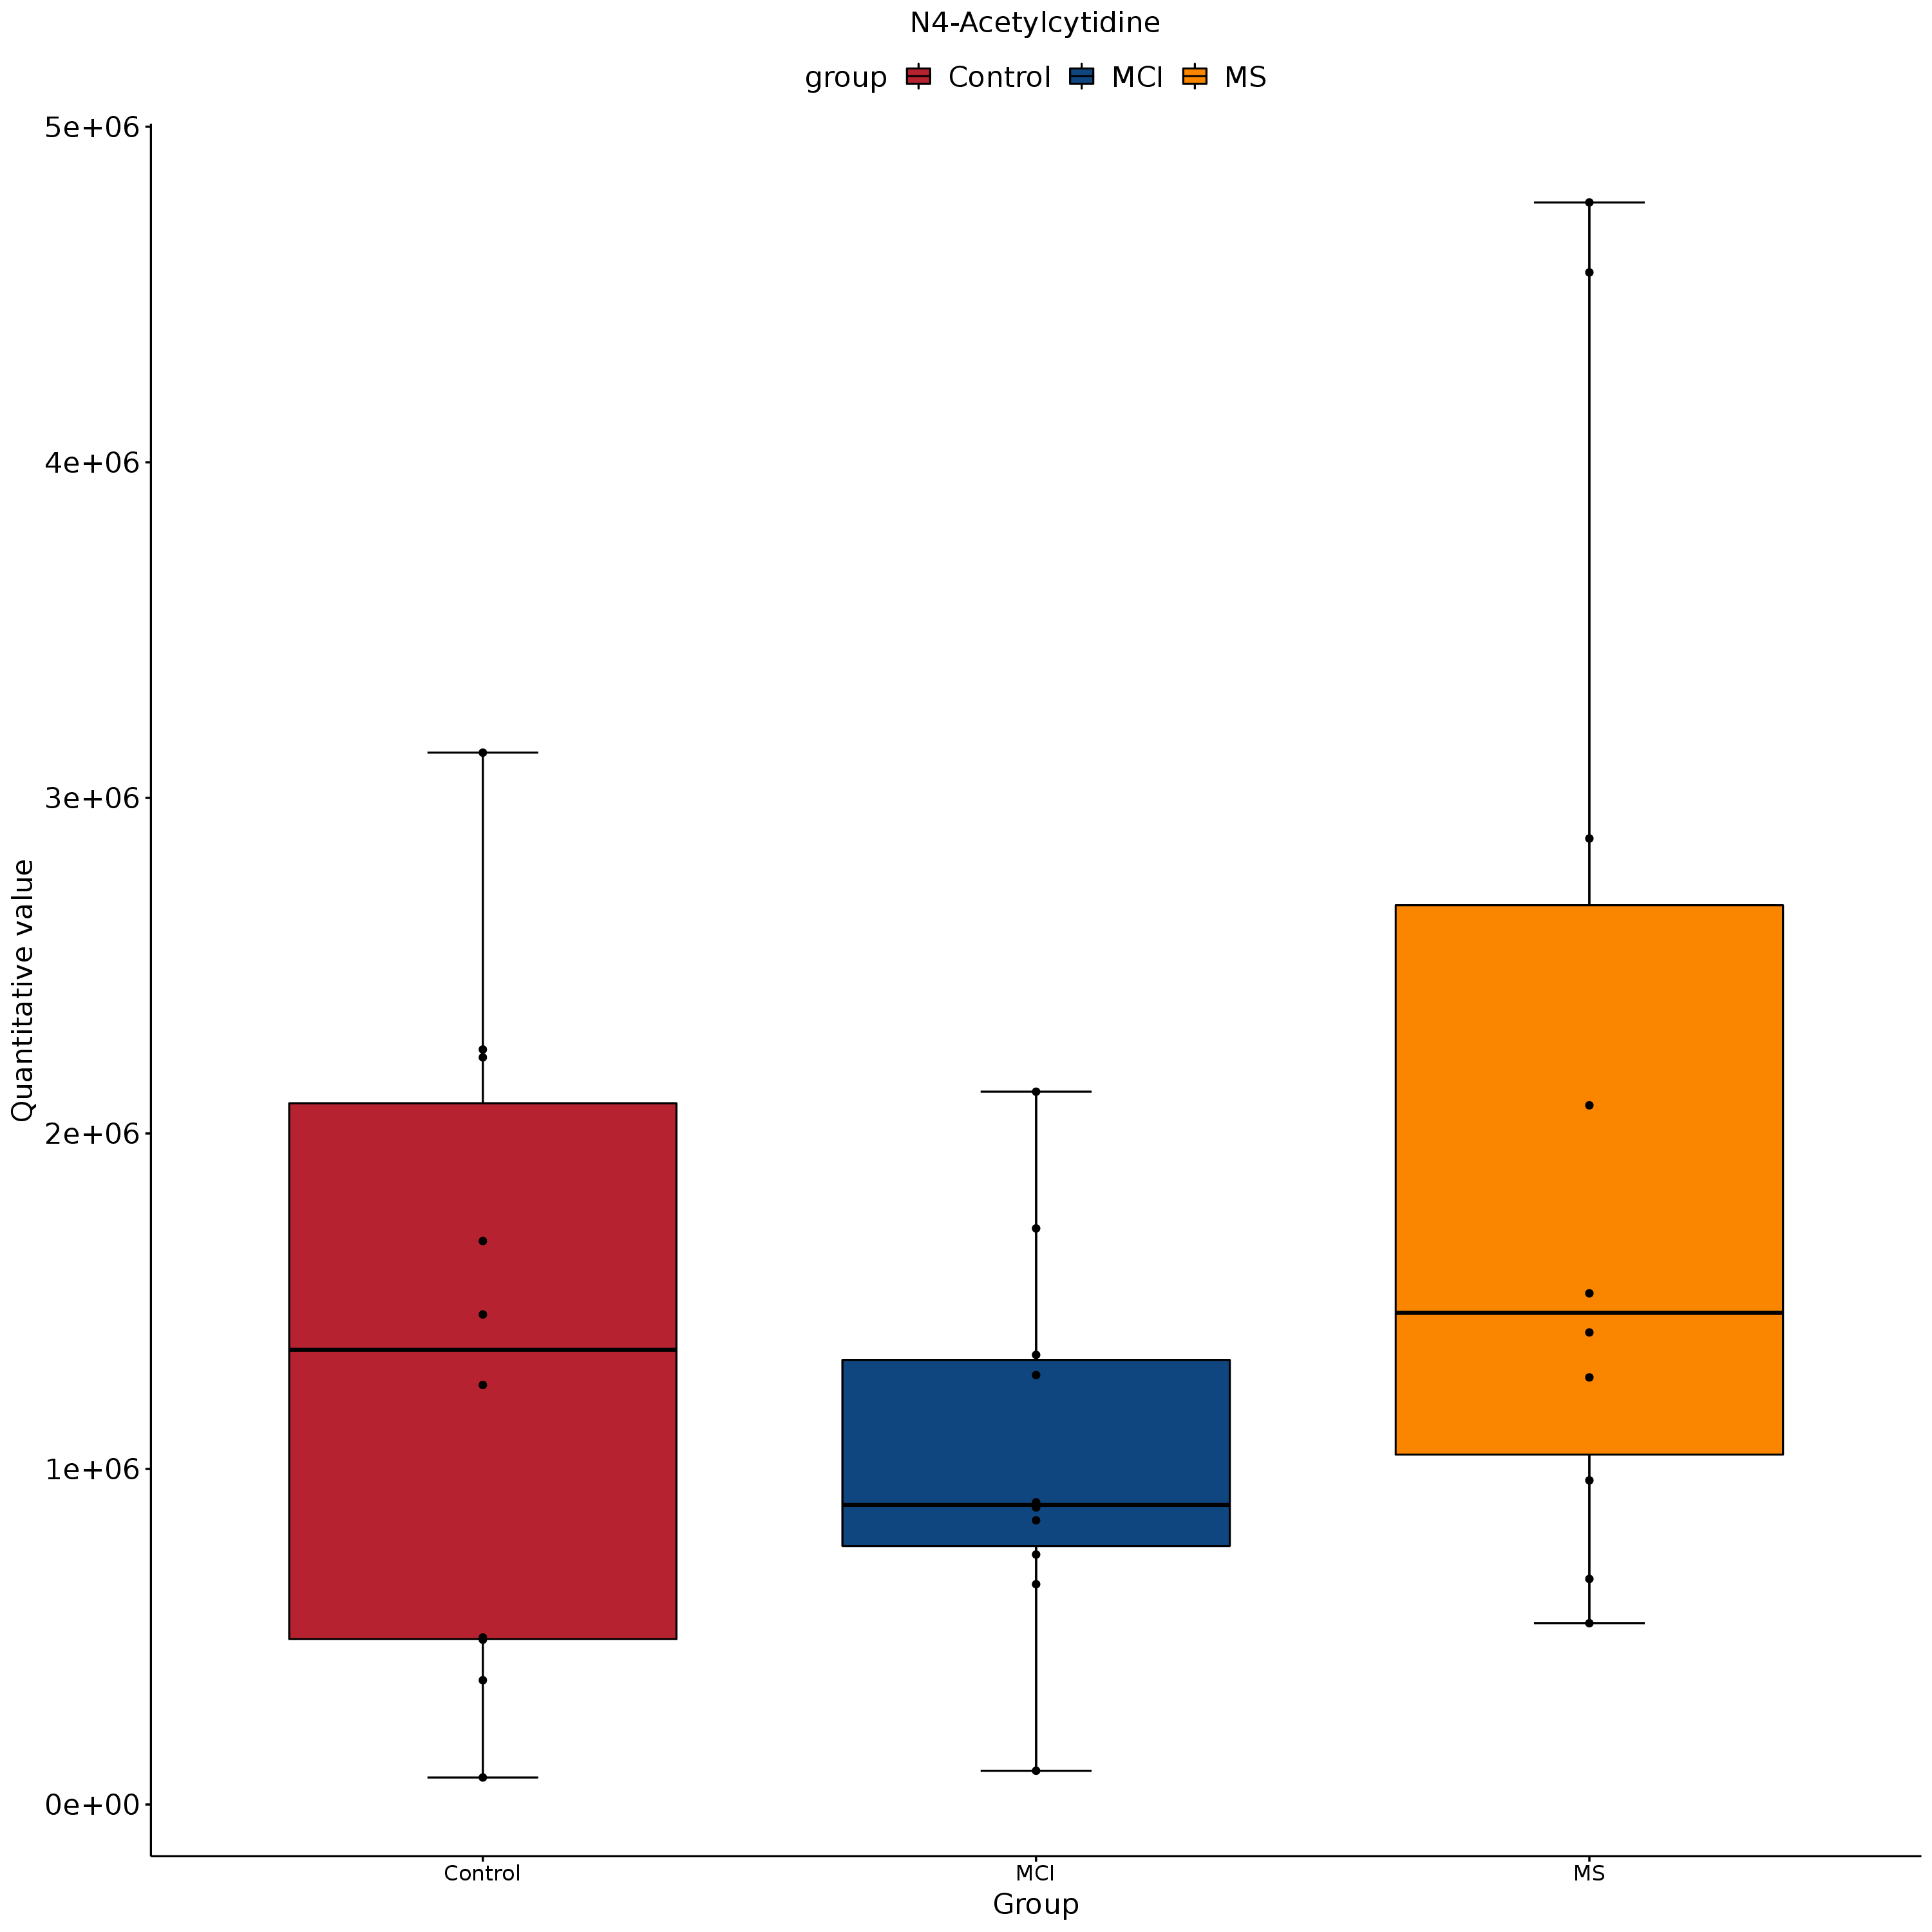 N4-Acetylcytidine
group Control MCI MS
5e+06
4e+06
3e+06
2e+06
1e+06
0e+00
Quantitative value
Control MCI MS
Group